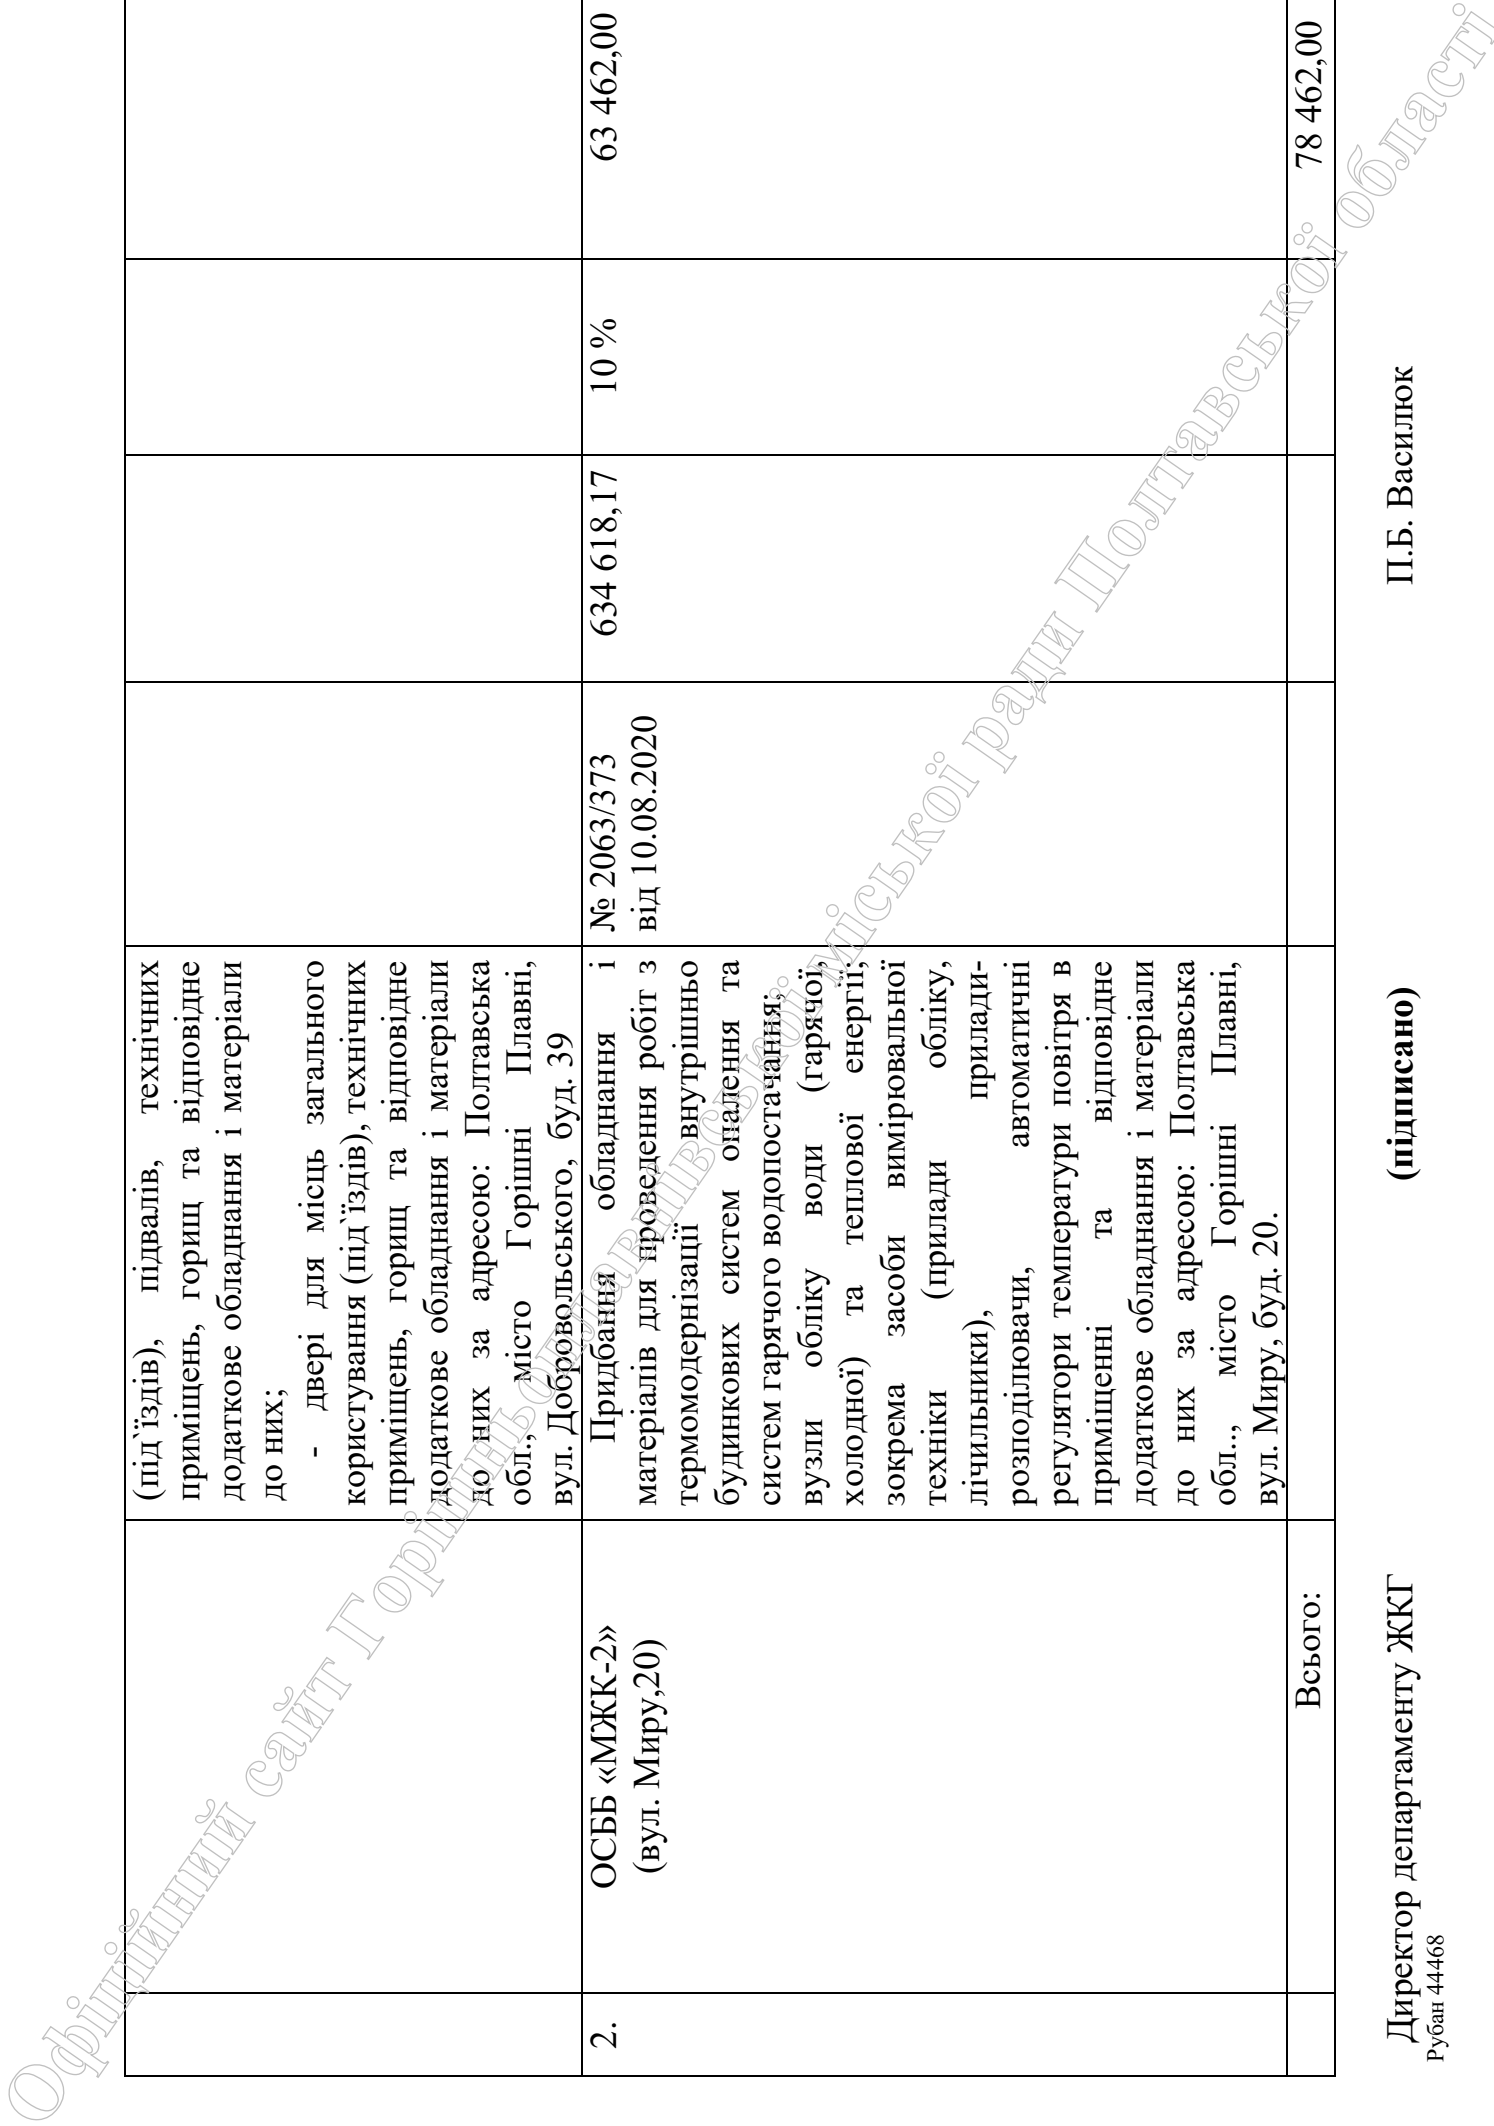 (під`їздів), підвалів, технічних
приміщень, горищ та відповідне
додаткове обладнання і матеріали
до них;
- двері для місць загального
користування (під`їздів), технічних
приміщень, горищ та відповідне
додаткове обладнання і матеріали
до них за адресою: Полтавська
обл., місто Горішні Плавні,
вул. Добровольського, буд. 39
2.
ОСББ «МЖК-2»
(вул. Миру,20)
Придбання обладнання і
матеріалів для проведення робіт з
термомодернізації внутрішньо
будинкових систем опалення та
систем гарячого водопостачання;
вузли обліку води (гарячої,
холодної) та теплової енергії,
зокрема засоби вимірювальної
техніки (прилади обліку,
лічильники), прилади-
розподілювачи, автоматичні
регулятори температури повітря в
приміщенні та відповідне
додаткове обладнання і матеріали
до них за адресою: Полтавська
обл.., місто Горішні Плавні,
вул. Миру, буд. 20.
№ 2063/373
від 10.08.2020
634 618,17
10 %
63 462,00
Всього:
78 462,00
Директор департаменту ЖКГ (підписано) П.Б. Василюк
Рубан 44468
Офіційний сайт Горішньоплавнівської міської ради Полтавської області